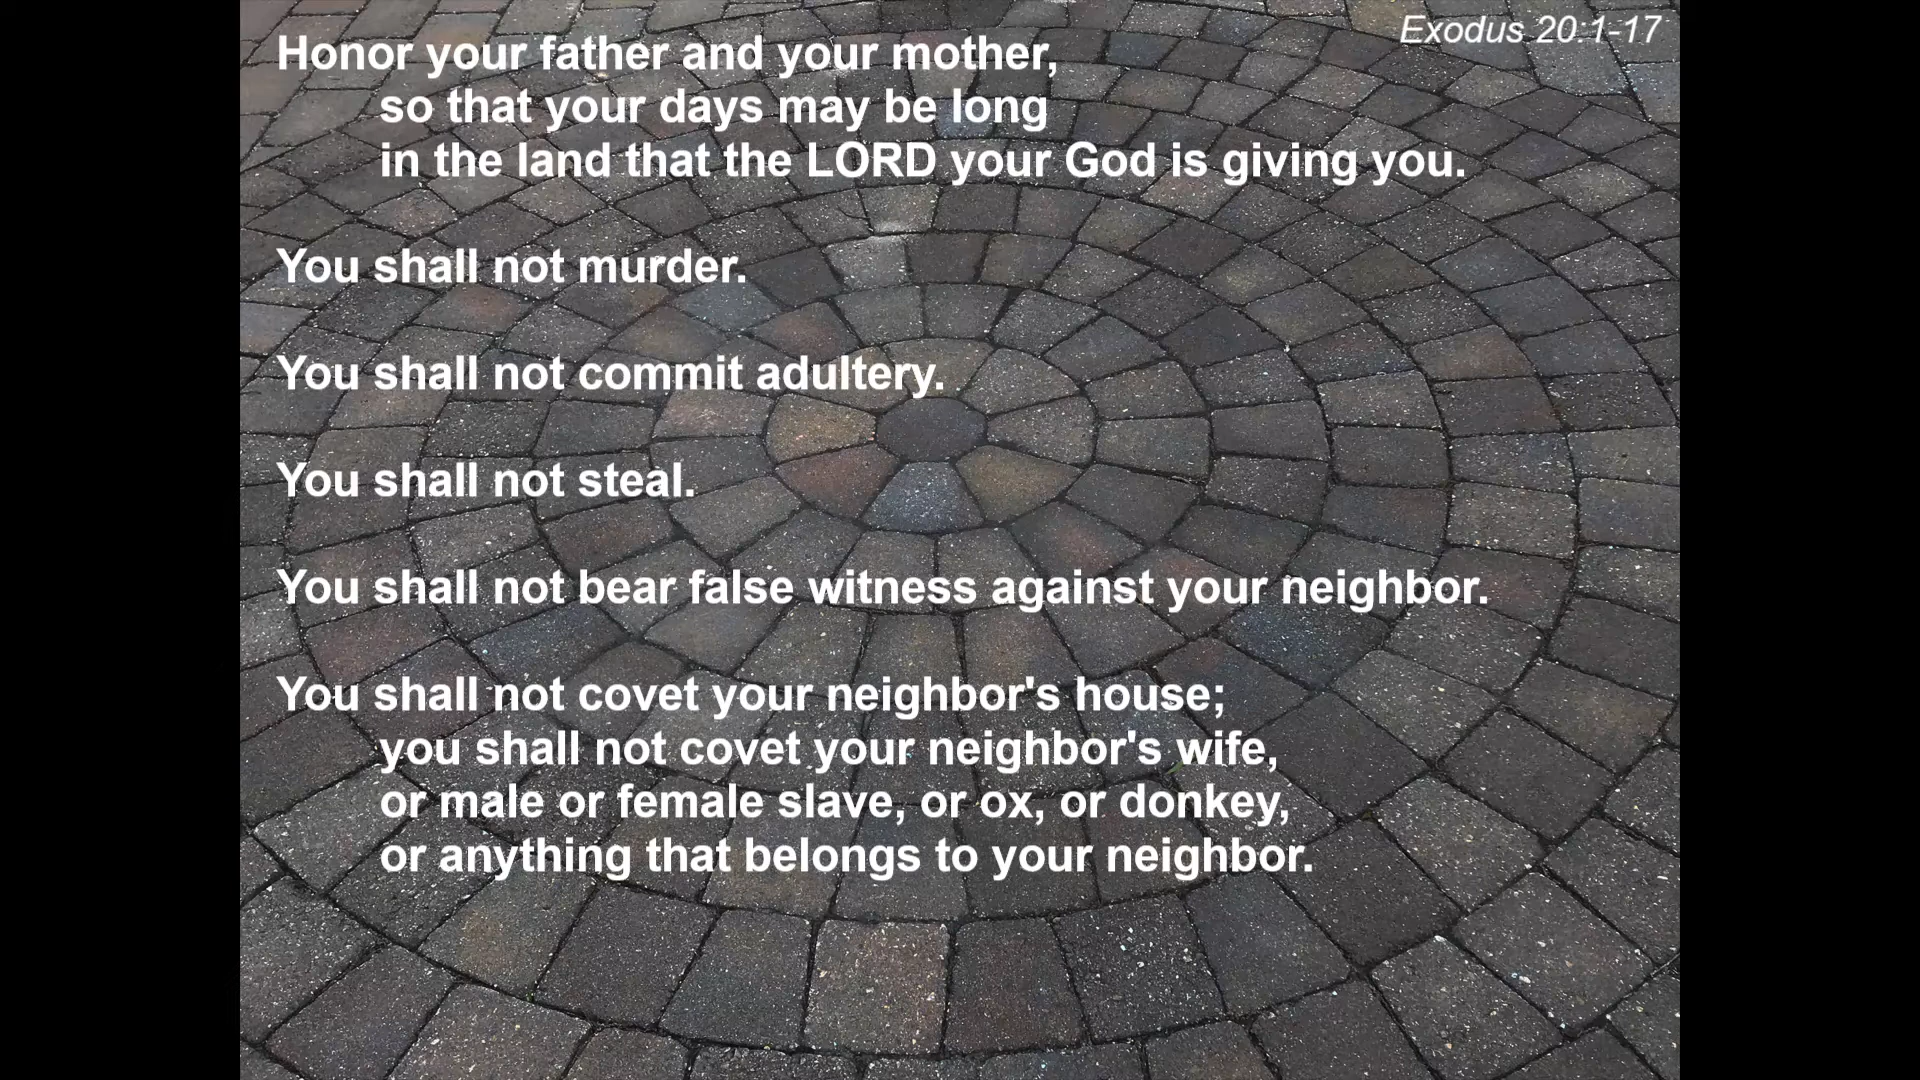 Exodus 20:1-17
Honor your father and your mother,
so that your days may be long
in the land that the LORD your God is giving you.
You shall not murder.
You shall not commit adultery.
You shall not steal.
You shall not bear false witness against your neighbor.
You shall not covet your neighbor's house;
you shall not covet your neighbor's wife,
or male or female slave, or ox, or donkey,
or anything that belongs to your neighbor.